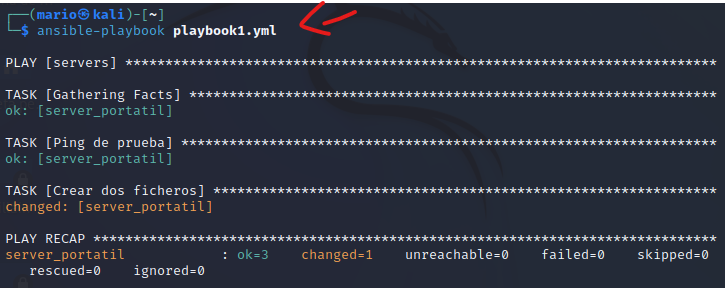 ┌──(mario㉿kali)-[~]
└─$ ansible-playbook playbook1.yml
PLAY [servers] **************************************************************************
TASK [Gathering Facts] ******************************************************************
ok: [server_portatil]
TASK [Ping de prueba] *******************************************************************
ok: [server_portatil]
TASK [Crear dos ficheros] ***************************************************************
changed: [server_portatil]
PLAY RECAP ******************************************************************************
server_portatil : ok=3 changed=1 unreachable=0 failed=0 skipped=0
rescued=0 ignored=0